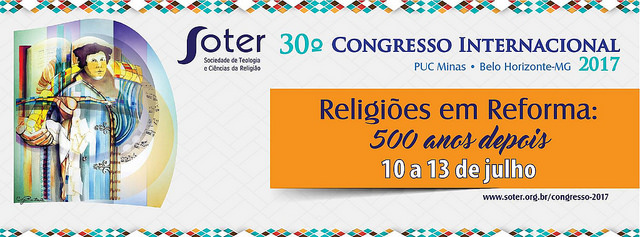 Soter
Sociedade de Teologia
e Ciências da Religião
30º CONGRESSO INTERNACIONAL
PUC Minas • Belo Horizonte-MG 2017
Religiões em Reforma:
500 anos depois
10 a 13 de julho
www.soter.org.br/congresso-2017